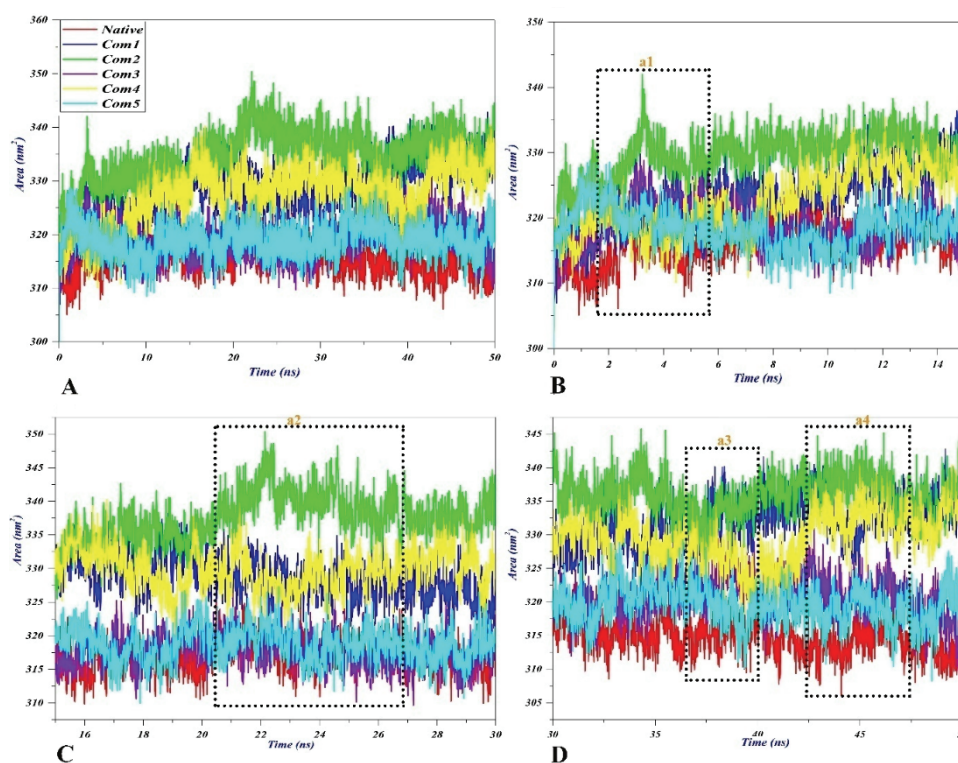 360
350
340
330
320
310
300
Area (nm²)
Native
Com1
Com2
Com3
Com4
Com5
0
10
20
30
40
50
Time (ns)
A
350
340
330
320
310
300
Area (nm²)
a1
0
2
4
6
8
10
12
14
Time (ns)
B
350
345
340
335
330
325
320
315
310
Area (nm²)
a2
16
18
20
22
24
26
28
30
Time (ns)
C
345
340
335
330
325
320
315
310
305
Area (nm²)
a3
a4
30
35
40
45
Time (ns)
D